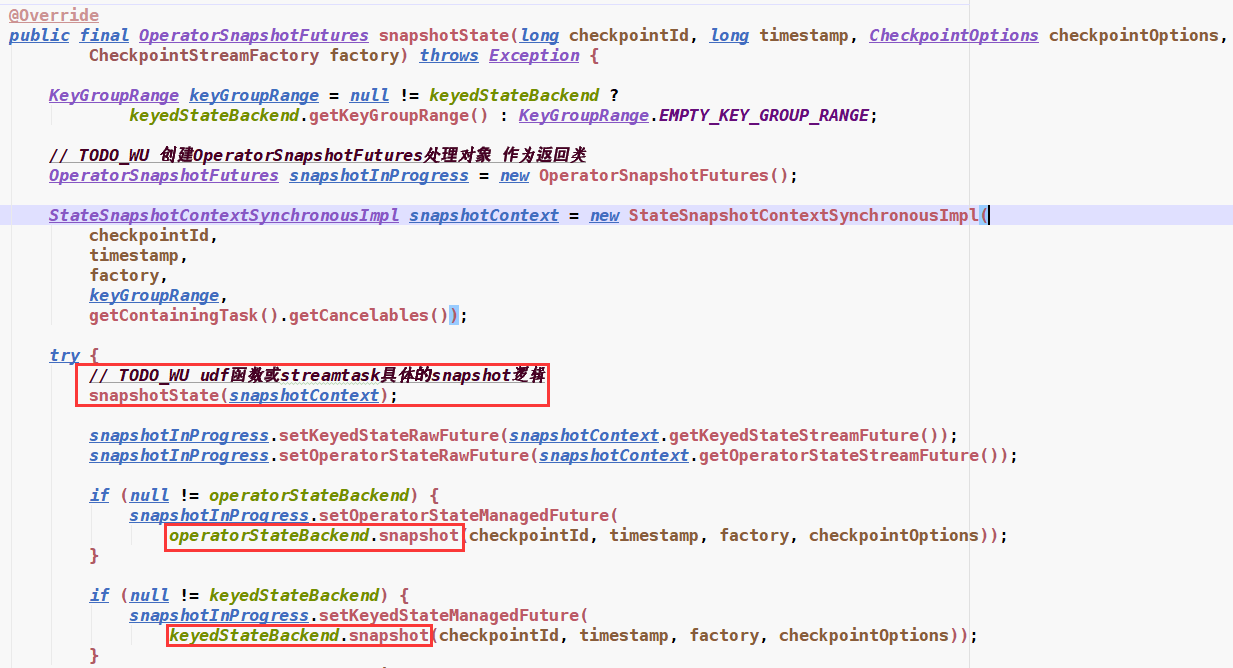 @Override
public final OperatorSnapshotFutures snapshotState(long checkpointId, long timestamp, CheckpointOptions checkpointOptions,
CheckpointStreamFactory factory) throws Exception {
KeyGroupRange keyGroupRange = null != keyedStateBackend ?
keyedStateBackend.getKeyGroupRange() : KeyGroupRange.EMPTY_KEY_GROUP_RANGE;
// TODO_WU 创建OperatorSnapshotFutures处理对象 作为返回类
OperatorSnapshotFutures snapshotInProgress = new OperatorSnapshotFutures();
StateSnapshotContextSynchronousImpl snapshotContext = new StateSnapshotContextSynchronousImpl(
checkpointId,
timestamp,
factory,
keyGroupRange,
getContainingTask().getCancelables());
try {
// TODO_WU udf函数或streamtask具体的snapshot逻辑
snapshotState(snapshotContext);
snapshotInProgress.setKeyedStateRawFuture(snapshotContext.getKeyedStateStreamFuture());
snapshotInProgress.setOperatorStateRawFuture(snapshotContext.getOperatorStateStreamFuture());
if (null != operatorStateBackend) {
snapshotInProgress.setOperatorStateManagedFuture(
operatorStateBackend.snapshot(checkpointId, timestamp, factory, checkpointOptions));
}
if (null != keyedStateBackend) {
snapshotInProgress.setKeyedStateManagedFuture(
keyedStateBackend.snapshot(checkpointId, timestamp, factory, checkpointOptions));
}